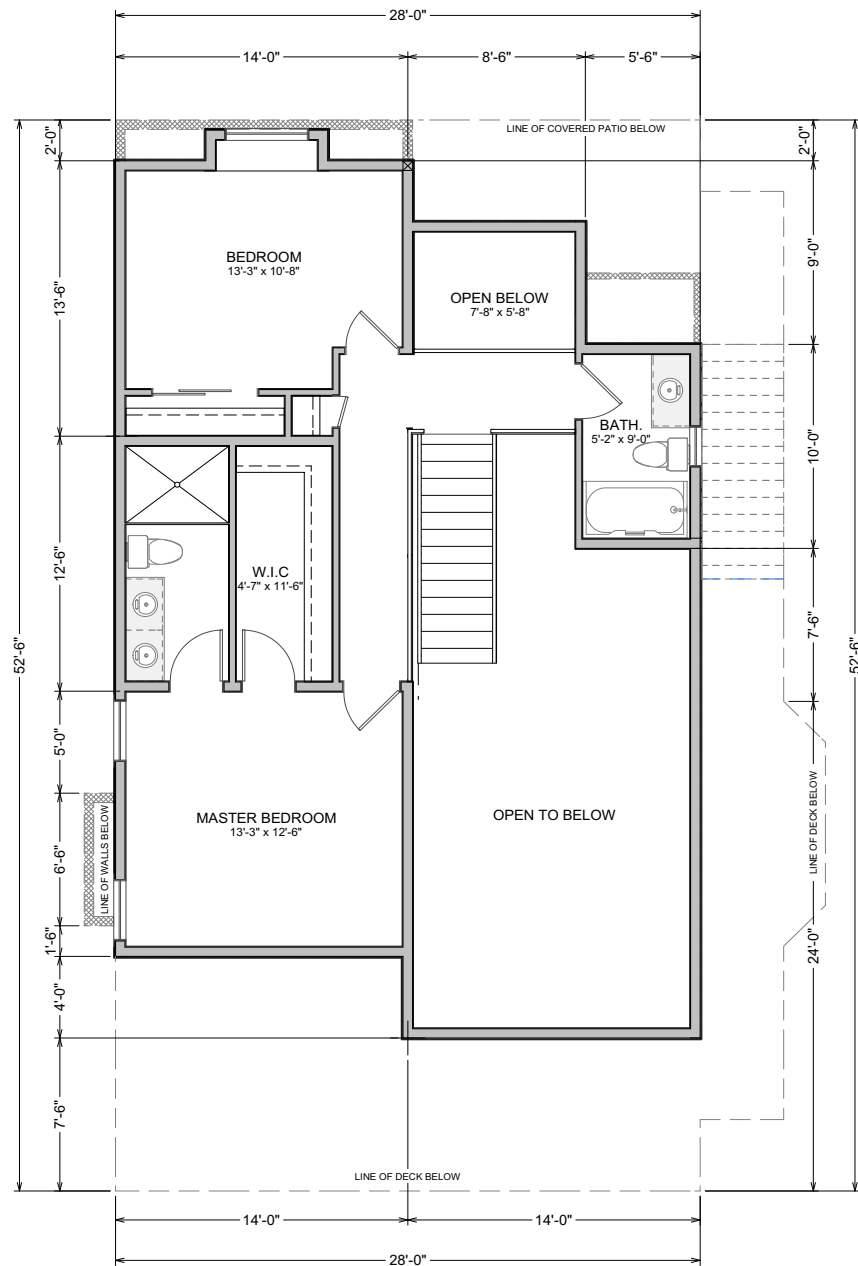 28'-0"
14'-0"
8'-6"
5'-6"
LINE OF COVERED PATIO BELOW
2'-0"
2'-0"
BEDROOM
13'-3" x 10'-8"
9'-0"
13'-6"
OPEN BELOW
7'-8" x 5'-8"
BATH.
5'-2" x 9'-0"
10'-0"
12'-6"
W.I.C
4'-7" x 11'-6"
7'-6"
52'-6"
52'-6"
5'-0"
MASTER BEDROOM
13'-3" x 12'-6"
OPEN TO BELOW
LINE OF WALLS BELOW
LINE OF DECK BELOW
6'-6"
1'-6"
24'-0"
4'-0"
7'-6"
LINE OF DECK BELOW
14'-0"
14'-0"
28'-0"